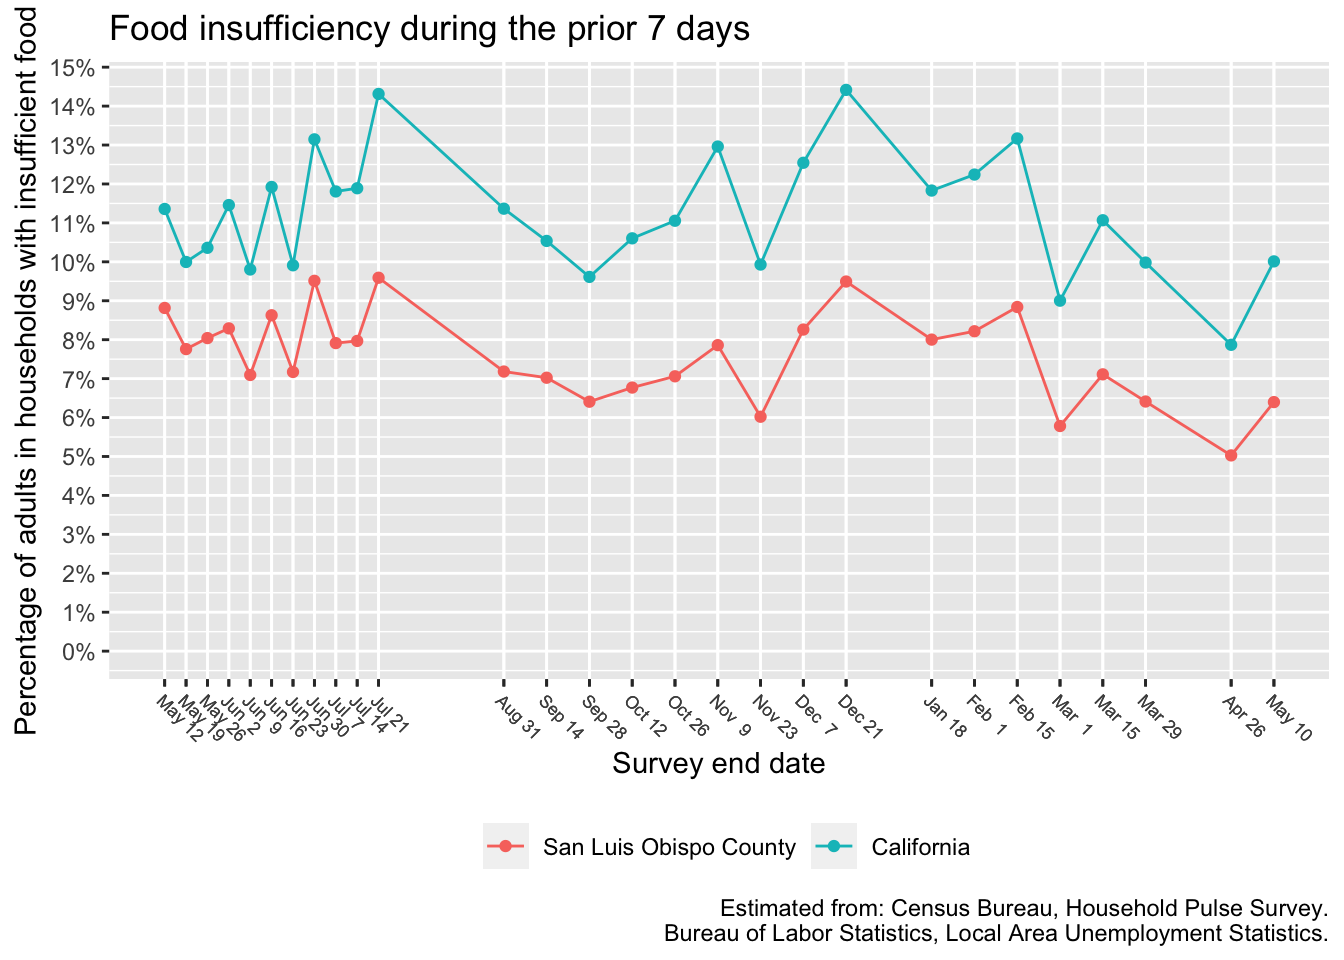 Food insufficiency during the prior 7 days
Percentage of adults in households with insufficient food
15%
14%
13%
12%
11%
10%
9%
8%
7%
6%
5%
4%
3%
2%
1%
0%
May 12
May 19
May 26
Jun 2
Jun 9
Jun 16
Jun 23
Jun 30
Jul 7
Jul 14
Jul 21
Aug 31
Sep 14
Sep 28
Oct 12
Oct 26
Nov 9
Nov 23
Dec 7
Dec 21
Jan 18
Feb 1
Feb 15
Mar 1
Mar 15
Mar 29
Apr 26
May 10
Survey end date
San Luis Obispo County
California
Estimated from: Census Bureau, Household Pulse Survey.
Bureau of Labor Statistics, Local Area Unemployment Statistics.